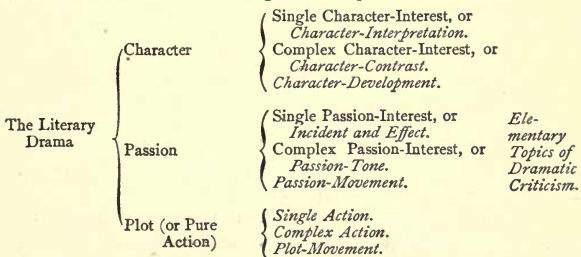 Single Character-Interest, or
Character-Interpretation.
Character
Complex Character-Interest, or
Character-Contrast.
Character-Development.
The Literary
Drama
Single Passion-Interest, or
Incident and Effect.
Passion
Complex Passion-Interest, or
Passion-Tone.
Passion-Movement.
Ele-
mentary
Topics of
Dramatic
Criticism.
Plot (or Pure
Action)
Single Action.
Complex Action.
Plot-Movement.